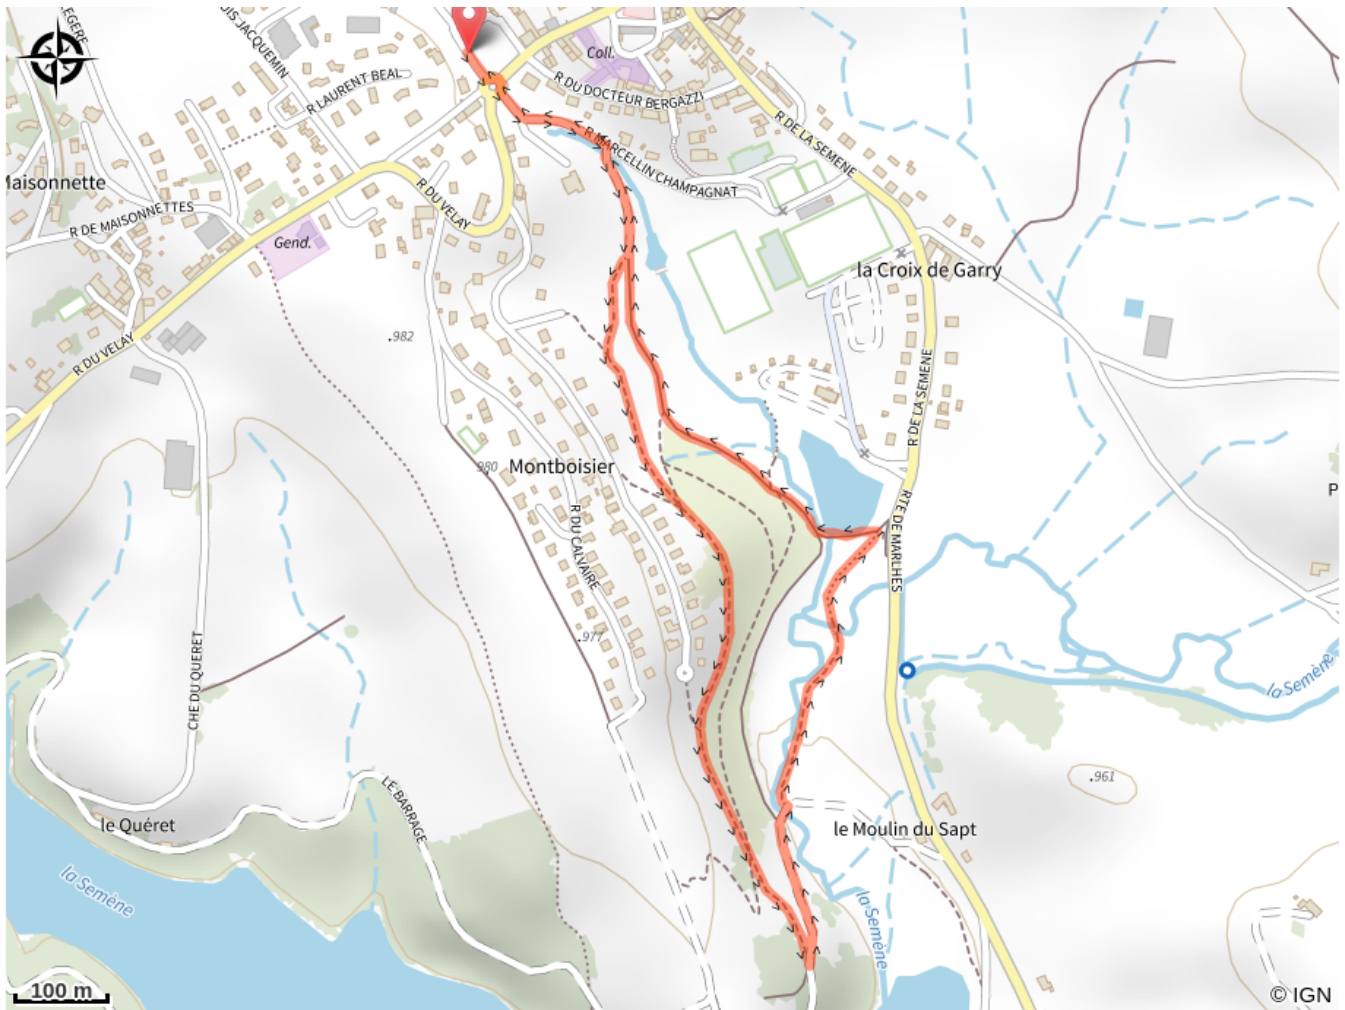 JACQUEMIN
R LAURENT BEAL
Coll.
R DU DOCTEUR BERGAZZI
R DE LA SEMENE
R MARCELLIN CHAMPAGNAT
Maisonnette
R DE MAISONNETTES
R DU VELAY
Gend.
la Croix de Garry
.982
R DU VELAY
R DE LA SEMENE
980
Montboisier
P
RTE DE MARLHES
R DU CALVAIRE
.977
CHE DU QUERET
la Semène
.961
LE BARRAGE
le Quéret
le Moulin du Sapt
la Semène
la Semène
100 m
© IGN